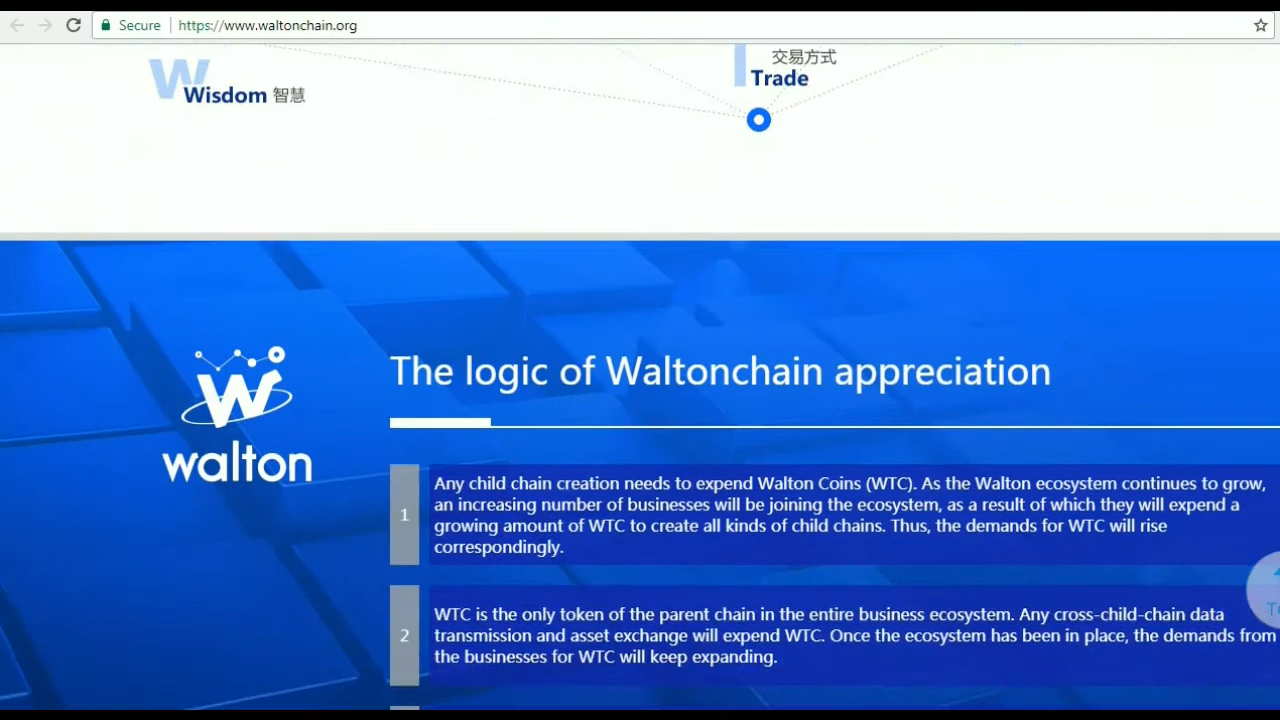 Secure https://www.waltonchain.org
交易方式
Trade
W
Wisdom 智慧
The logic of Waltonchain appreciation
W
walton
1
Any child chain creation needs to expend Walton Coins (WTC). As the Walton ecosystem continues to grow,
an increasing number of businesses will be joining the ecosystem, as a result of which they will expend a
growing amount of WTC to create all kinds of child chains. Thus, the demands for WTC will rise
correspondingly.
2
WTC is the only token of the parent chain in the entire business ecosystem. Any cross-child-chain data
transmission and asset exchange will expend WTC. Once the ecosystem has been in place, the demands from
the businesses for WTC will keep expanding.